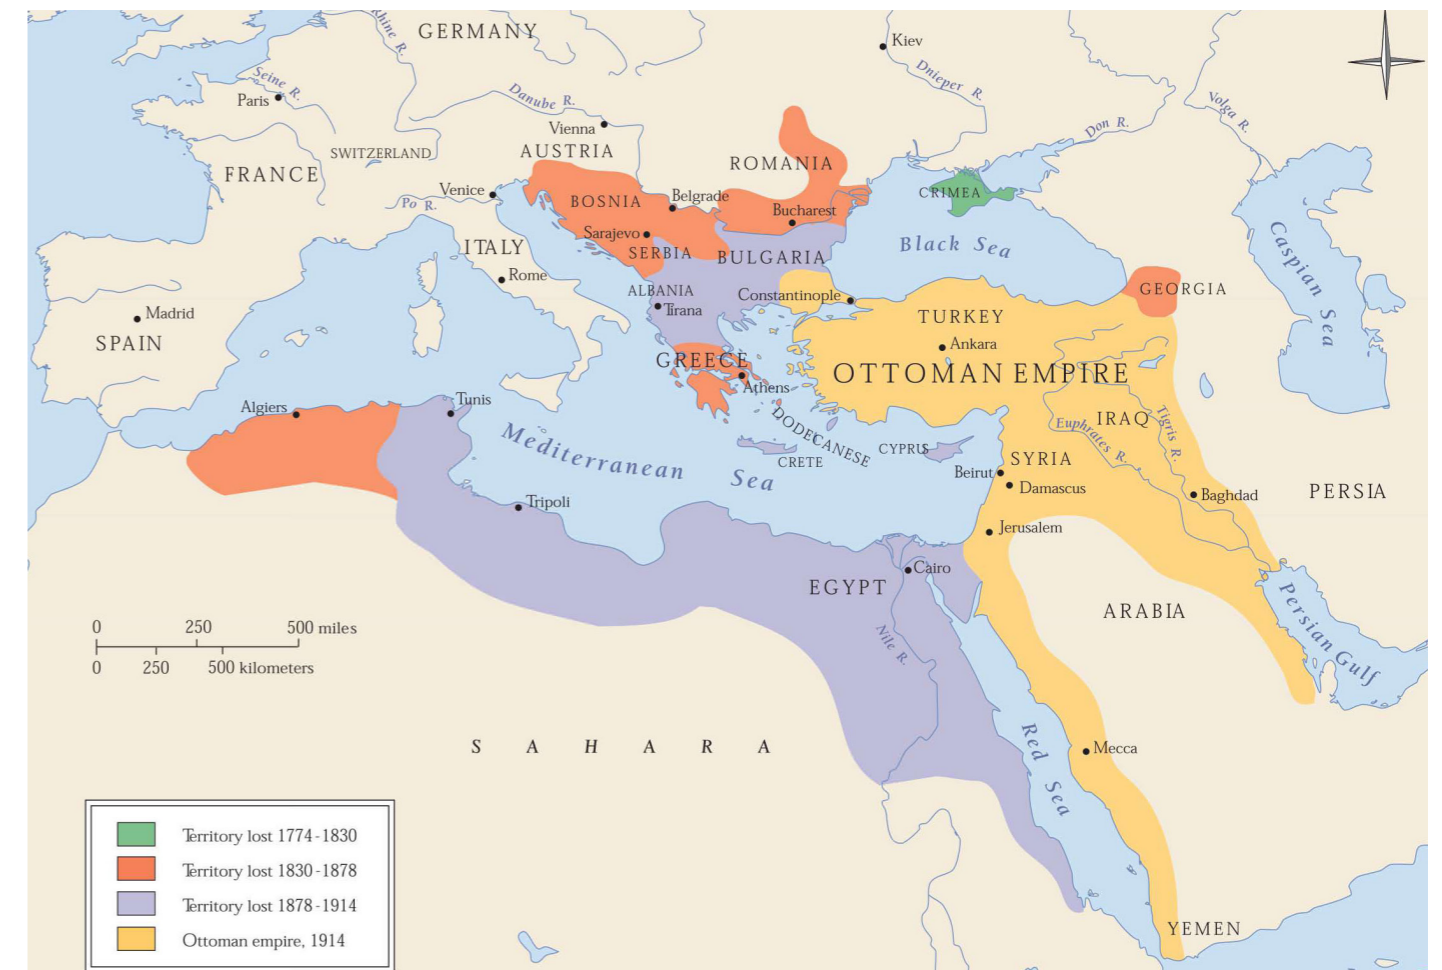 GERMANY
Rhine R.
Kiev
Dnieper R.
Seine R.
Paris
Danube R.
Volga R.
Don R.
Vienna
AUSTRIA
SWITZERLAND
ROMANIA
FRANCE
Venice
Po R.
BOSNIA
Belgrade
CRIMEA
Bucharest
Sarajevo
ITALY
SERBIA
BULGARIA
Black Sea
Caspian Sea
Rome
ALBANIA
Constantinople
GEORGIA
Madrid
Tirana
TURKEY
SPAIN
Ankara
GREECE
OTTOMAN EMPIRE
Athens
Algiers
Tunis
DODECANESE
IRAQ
Tigris R.
Euphrates R.
Mediterranean Sea
CRETE
CYPRUS
SYRIA
Beirut
Damascus
Baghdad
PERSIA
Tripoli
Jerusalem
Cairo
EGYPT
ARABIA
Persian Gulf
Nile R.
0 250 500 miles
0 250 500 kilometers
SAHARA
Red Sea
Mecca
YEMEN
Territory lost 1774-1830
Territory lost 1830-1878
Territory lost 1878-1914
Ottoman empire, 1914